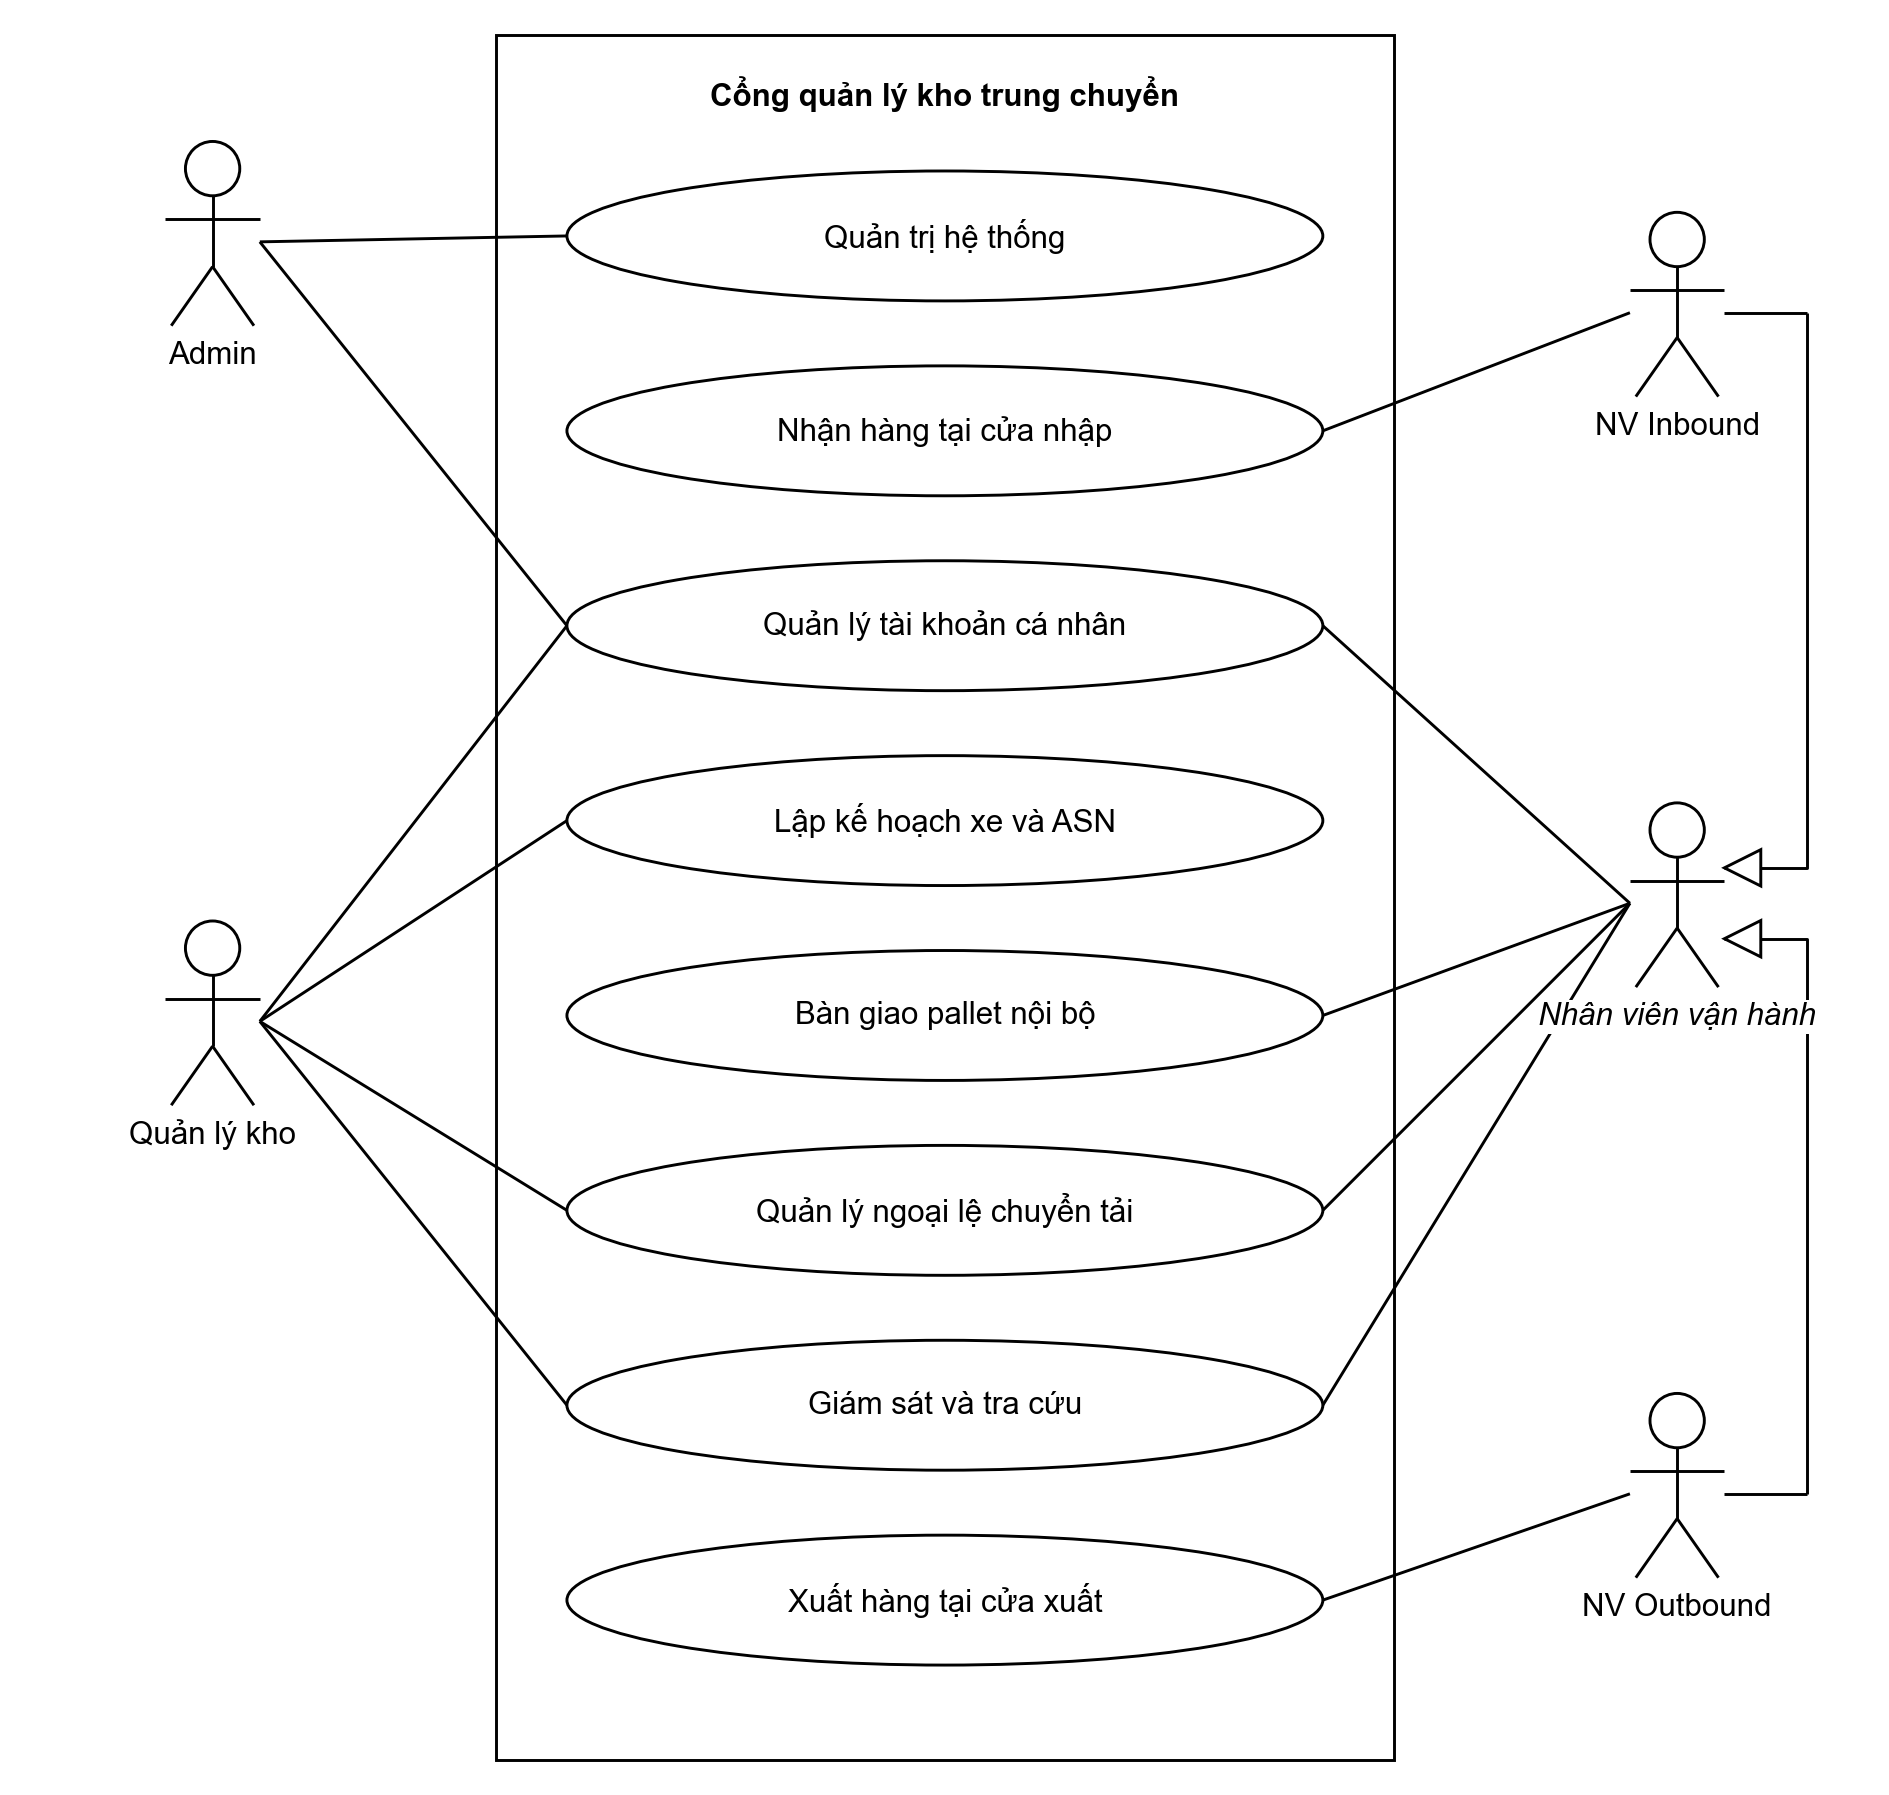 Cổng quản lý kho trung chuyển
Quản trị hệ thống
Admin
Nhận hàng tại cửa nhập
NV Inbound
Quản lý tài khoản cá nhân
Lập kế hoạch xe và ASN
Bàn giao pallet nội bộ
Nhân viên vận hành
Quản lý kho
Quản lý ngoại lệ chuyển tải
Giám sát và tra cứu
Xuất hàng tại cửa xuất
NV Outbound